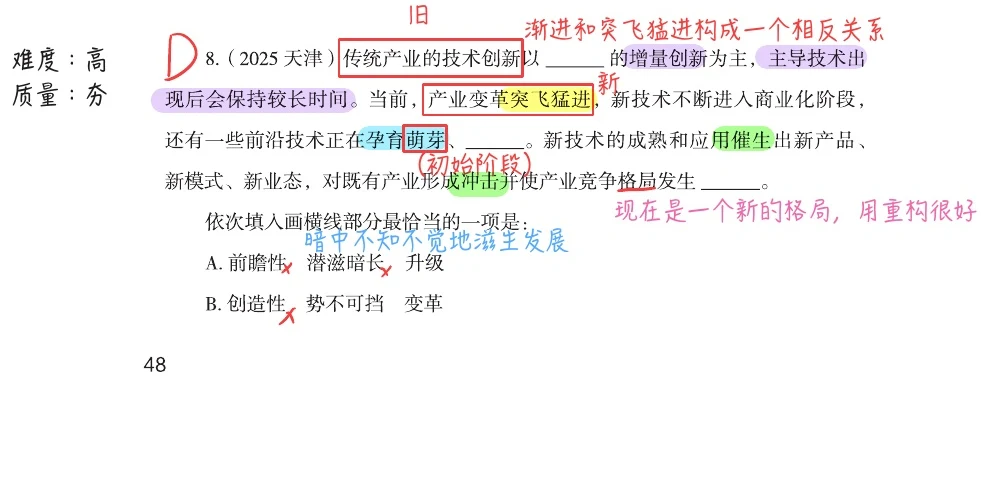 旧
渐进和突飞猛进构成一个相反关系
难度：高
质量：夯
D 8.（2025 天津）传统产业的技术创新以 ______ 的增量创新为主，主导技术出
新
现后会保持较长时间。当前，产业变革突飞猛进，新技术不断进入商业化阶段，
还有一些前沿技术正在孕育萌芽、______。新技术的成熟和应用催生出新产品、
(初始阶段)
新模式、新业态，对既有产业形成冲击并使产业竞争格局发生 ______。
现在是一个新的格局，用重构很好
依次填入画横线部分最恰当的一项是：
暗中不知不觉地滋生发展
A. 前瞻性 潜滋暗长 升级
B. 创造性 势不可挡 变革
48